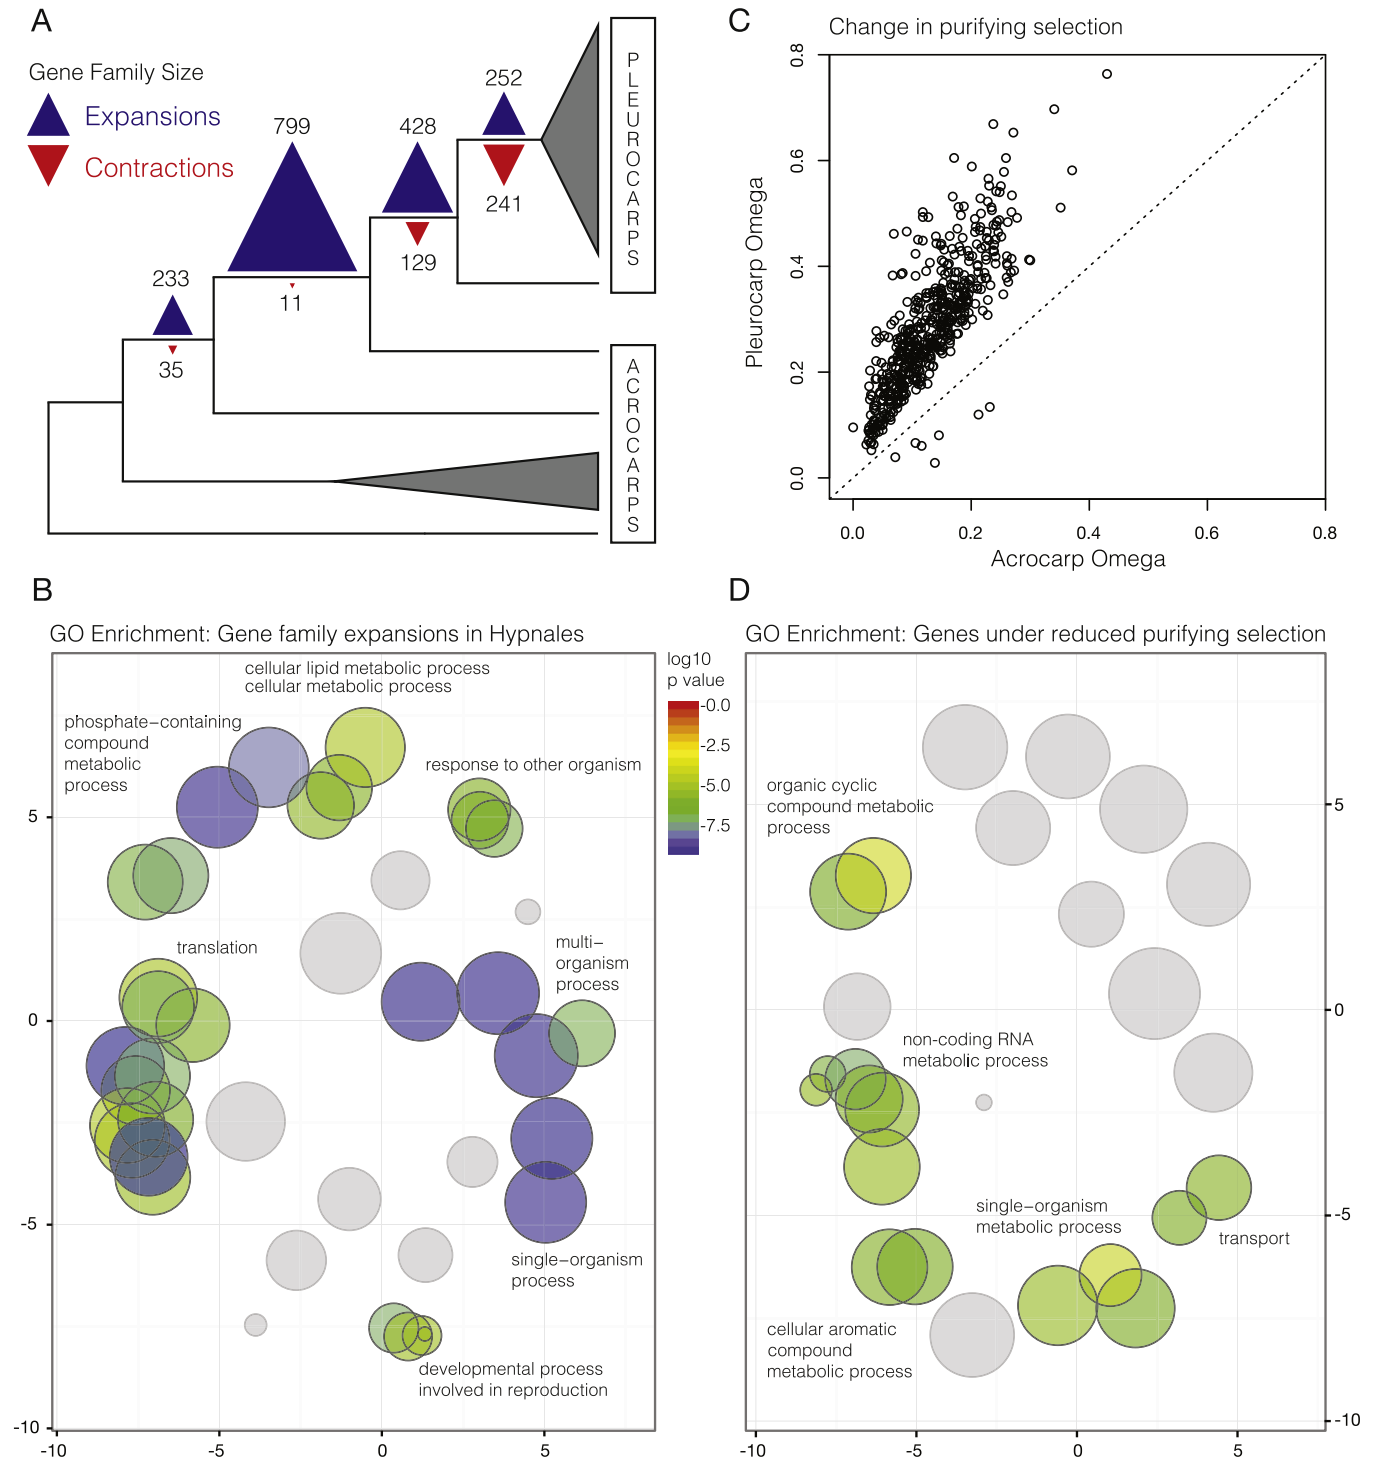 A
Gene Family Size
Expansions
Contractions
233
35
799
11
428
129
252
241
PLEUROCARPS
ACROCARPS
C
Change in purifying selection
Pleurocarp Omega
0.8
0.6
0.4
0.2
0.0
0.0 0.2 0.4 0.6 0.8
Acrocarp Omega
B
GO Enrichment: Gene family expansions in Hypnales
cellular lipid metabolic process
cellular metabolic process
phosphate−containing
compound
metabolic
process
response to other organism
translation
multi−
organism
process
single−organism
process
developmental process
involved in reproduction
5
0
-5
-10
-10 -5 0 5
log10
p value
-0.0
-2.5
-5.0
-7.5
D
GO Enrichment: Genes under reduced purifying selection
organic cyclic
compound metabolic
process
non-coding RNA
metabolic process
single−organism
metabolic process
transport
cellular aromatic
compound
metabolic process
5
0
-5
-10
-10 -5 0 5